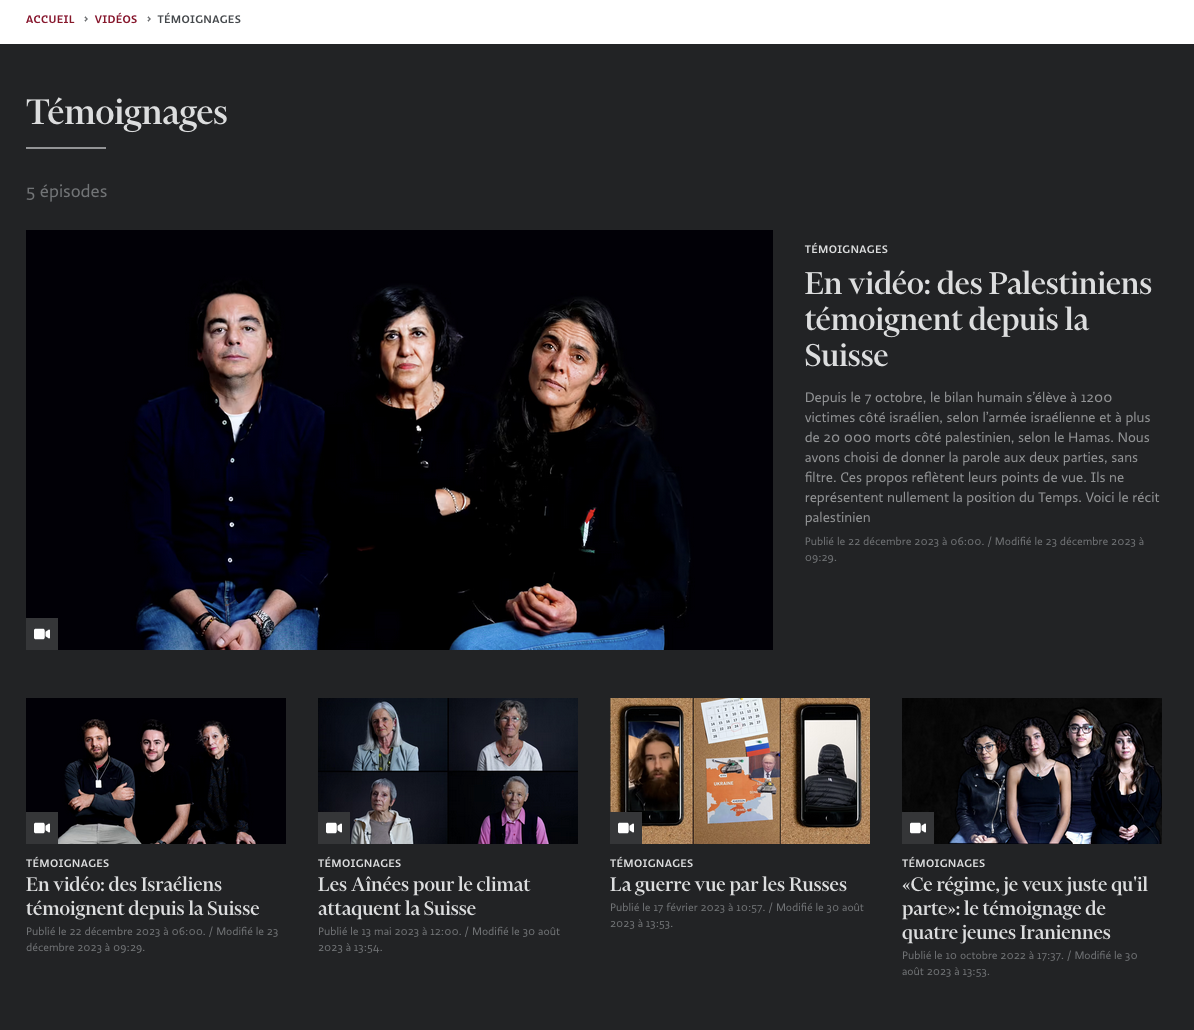 ACCUEIL › VIDÉOS › TÉMOIGNAGES
Témoignages
5 épisodes
TÉMOIGNAGES
En vidéo: des Palestiniens
témoignent depuis la
Suisse
Depuis le 7 octobre, le bilan humain s'élève à 1200
victimes côté israélien, selon l'armée israélienne et à plus
de 20 000 morts côté palestinien, selon le Hamas. Nous
avons choisi de donner la parole aux deux parties, sans
filtre. Ces propos reflètent leurs points de vue. Ils ne
représentent nullement la position du Temps. Voici le récit
palestinien
Publié le 22 décembre 2023 à 06:00. / Modifié le 23 décembre 2023 à
09:29.
TÉMOIGNAGES
En vidéo: des Israéliens
témoignent depuis la Suisse
Publié le 22 décembre 2023 à 06:00. / Modifié le 23
décembre 2023 à 09:29.
TÉMOIGNAGES
Les Aînées pour le climat
attaquent la Suisse
Publié le 13 mai 2023 à 12:00. / Modifié le 30 août
2023 à 13:54.
UKRAINE
TÉMOIGNAGES
La guerre vue par les Russes
Publié le 17 février 2023 à 10:57. / Modifié le 30 août
2023 à 13:53.
TÉMOIGNAGES
«Ce régime, je veux juste qu'il
parte»: le témoignage de
quatre jeunes Iraniennes
Publié le 10 octobre 2022 à 17:37. / Modifié le 30
août 2023 à 13:53.